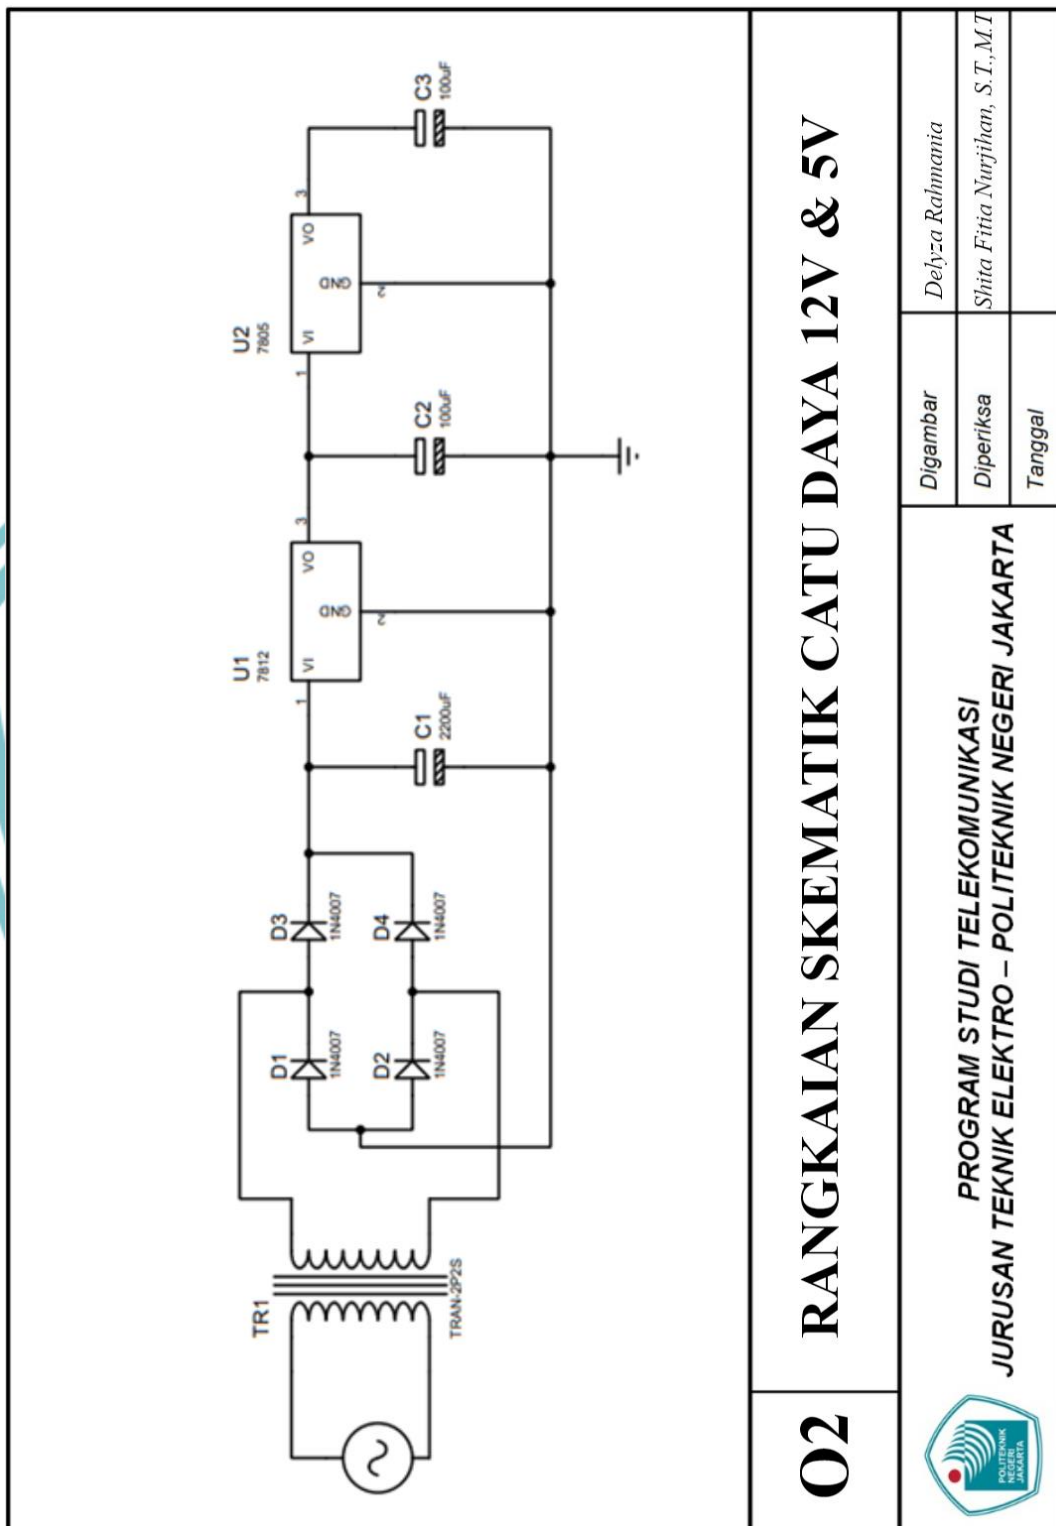 TR1
TRAN-2P2S
D1
1N4007
D2
1N4007
D3
1N4007
D4
1N4007
C1
2200uF
U1
7812
1
VI
VO
3
GND
2
C2
100uF
U2
7805
1
VI
VO
3
GND
2
C3
100uF
O2
RANGKAIAN SKEMATIK CATU DAYA 12V & 5V
POLITEKNIK
NEGERI
JAKARTA
PROGRAM STUDI TELEKOMUNIKASI
JURUSAN TEKNIK ELEKTRO – POLITEKNIK NEGERI JAKARTA
Digambar
Delyza Rahmania
Diperiksa
Shita Fitia Nurjihan, S.T.,M.T
Tanggal